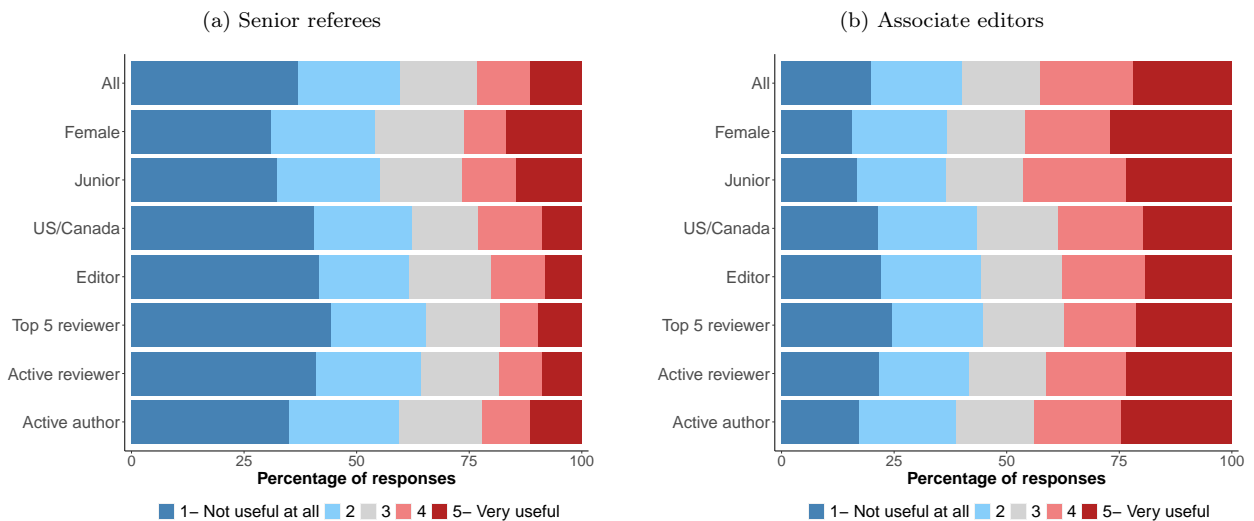 (a) Senior referees
All
Female
Junior
US/Canada
Editor
Top 5 reviewer
Active reviewer
Active author
0 25 50 75 100
Percentage of responses
1– Not useful at all 2 3 4 5– Very useful
(b) Associate editors
All
Female
Junior
US/Canada
Editor
Top 5 reviewer
Active reviewer
Active author
0 25 50 75 100
Percentage of responses
1– Not useful at all 2 3 4 5– Very useful